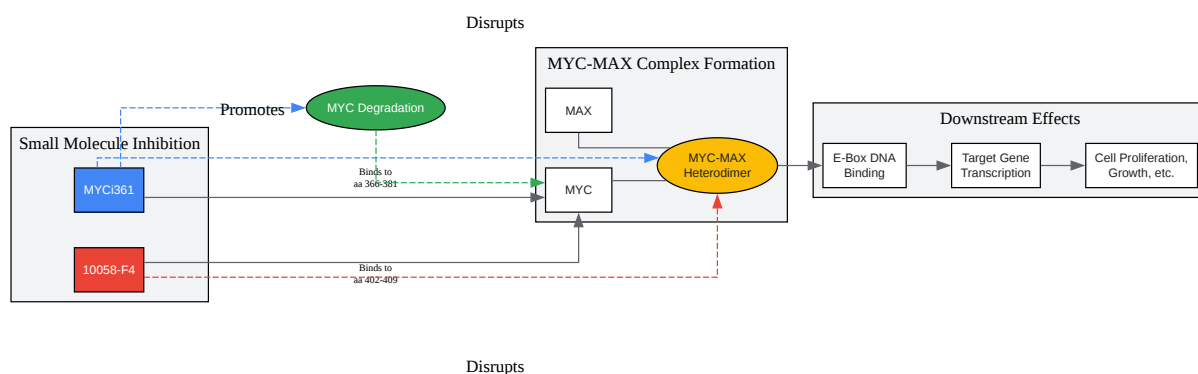 Disrupts
MYC-MAX Complex Formation
Promotes
MYC Degradation
MAX
Small Molecule Inhibition
MYCi361
Binds to
aa 366-381
MYC
MYC-MAX
Heterodimer
Downstream Effects
E-Box DNA
Binding
Target Gene
Transcription
Cell Proliferation,
Growth, etc.
10058-F4
Binds to
aa 402-409
Disrupts